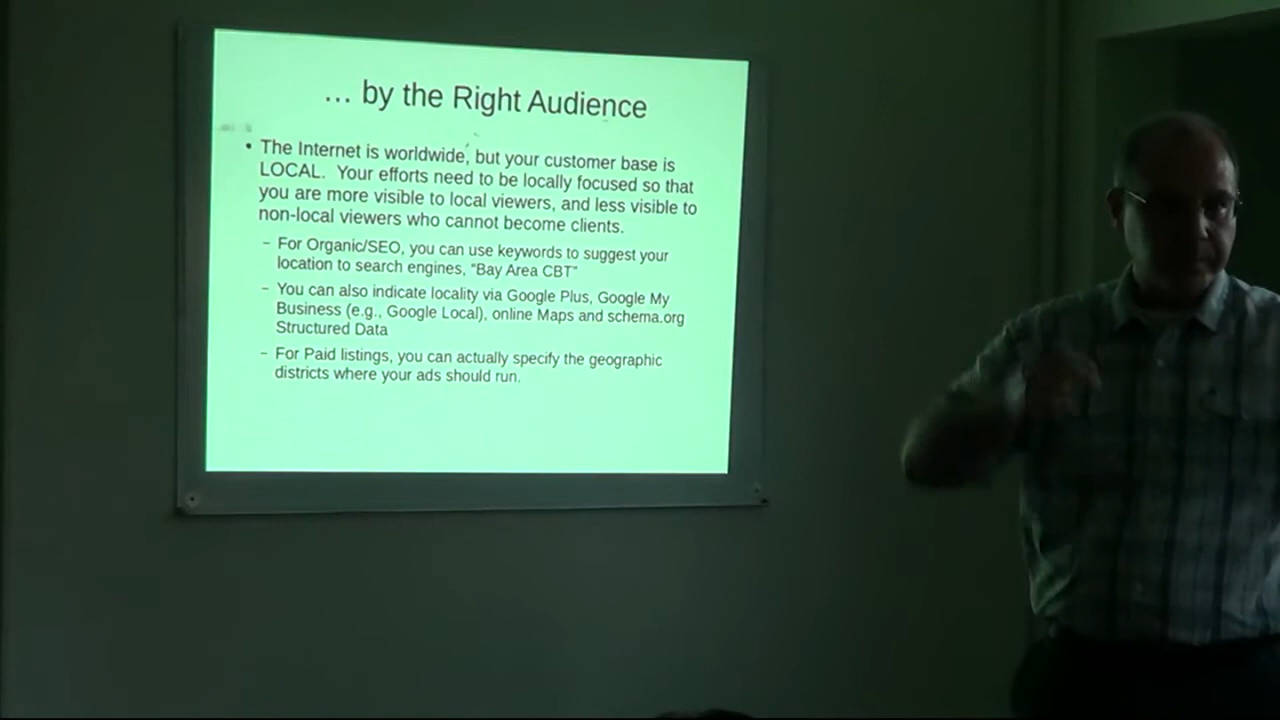 ... by the Right Audience
• The Internet is worldwide, but your customer base is
LOCAL.  Your efforts need to be locally focused so that
you are more visible to local viewers, and less visible to
non-local viewers who cannot become clients.
– For Organic/SEO, you can use keywords to suggest your
location to search engines, "Bay Area CBT"
– You can also indicate locality via Google Plus, Google My
Business (e.g., Google Local), online Maps and schema.org
Structured Data
– For Paid listings, you can actually specify the geographic
districts where your ads should run.